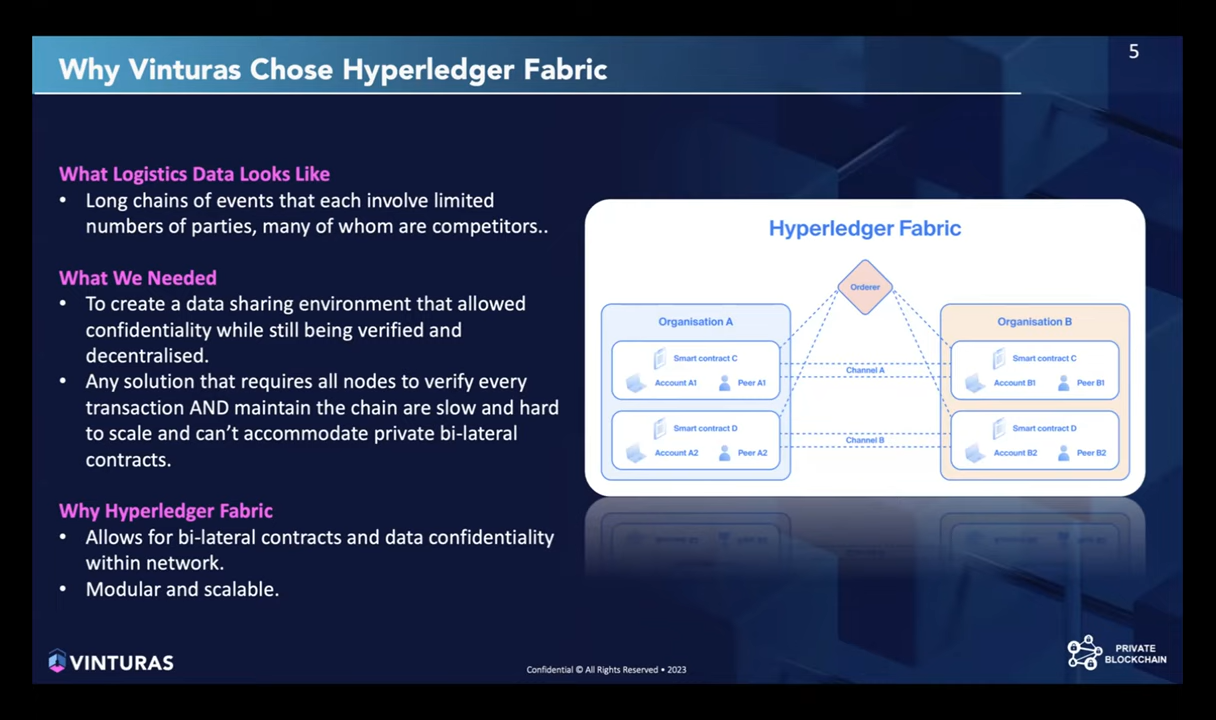 Why Vinturas Chose Hyperledger Fabric
5
What Logistics Data Looks Like
• Long chains of events that each involve limited
numbers of parties, many of whom are competitors..
What We Needed
• To create a data sharing environment that allowed
confidentiality while still being verified and
decentralised.
• Any solution that requires all nodes to verify every
transaction AND maintain the chain are slow and hard
to scale and can't accommodate private bi-lateral
contracts.
Why Hyperledger Fabric
• Allows for bi-lateral contracts and data confidentiality
within network.
• Modular and scalable.
Hyperledger Fabric
Orderer
Organisation A
Smart contract C
Account A1
Peer A1
Smart contract D
Account A2
Peer A2
Channel A
Channel B
Organisation B
Smart contract C
Account B1
Peer B1
Smart contract D
Account B2
Peer B2
VINTURAS
Confidential © All Rights Reserved • 2023
PRIVATE
BLOCKCHAIN